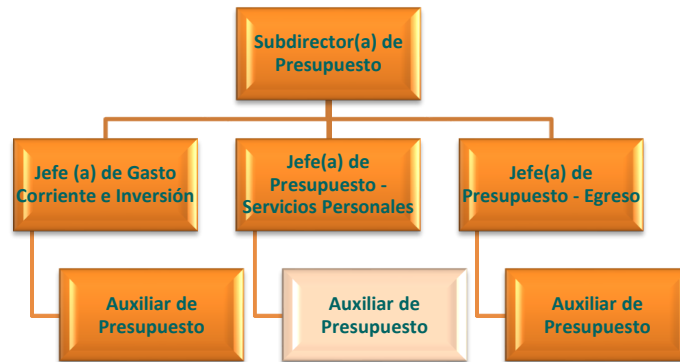 Subdirector(a) de
Presupuesto
Jefe (a) de Gasto
Corriente e Inversión
Jefe(a) de
Presupuesto -
Servicios Personales
Jefe(a) de
Presupuesto - Egreso
Auxiliar de
Presupuesto
Auxiliar de
Presupuesto
Auxiliar de
Presupuesto